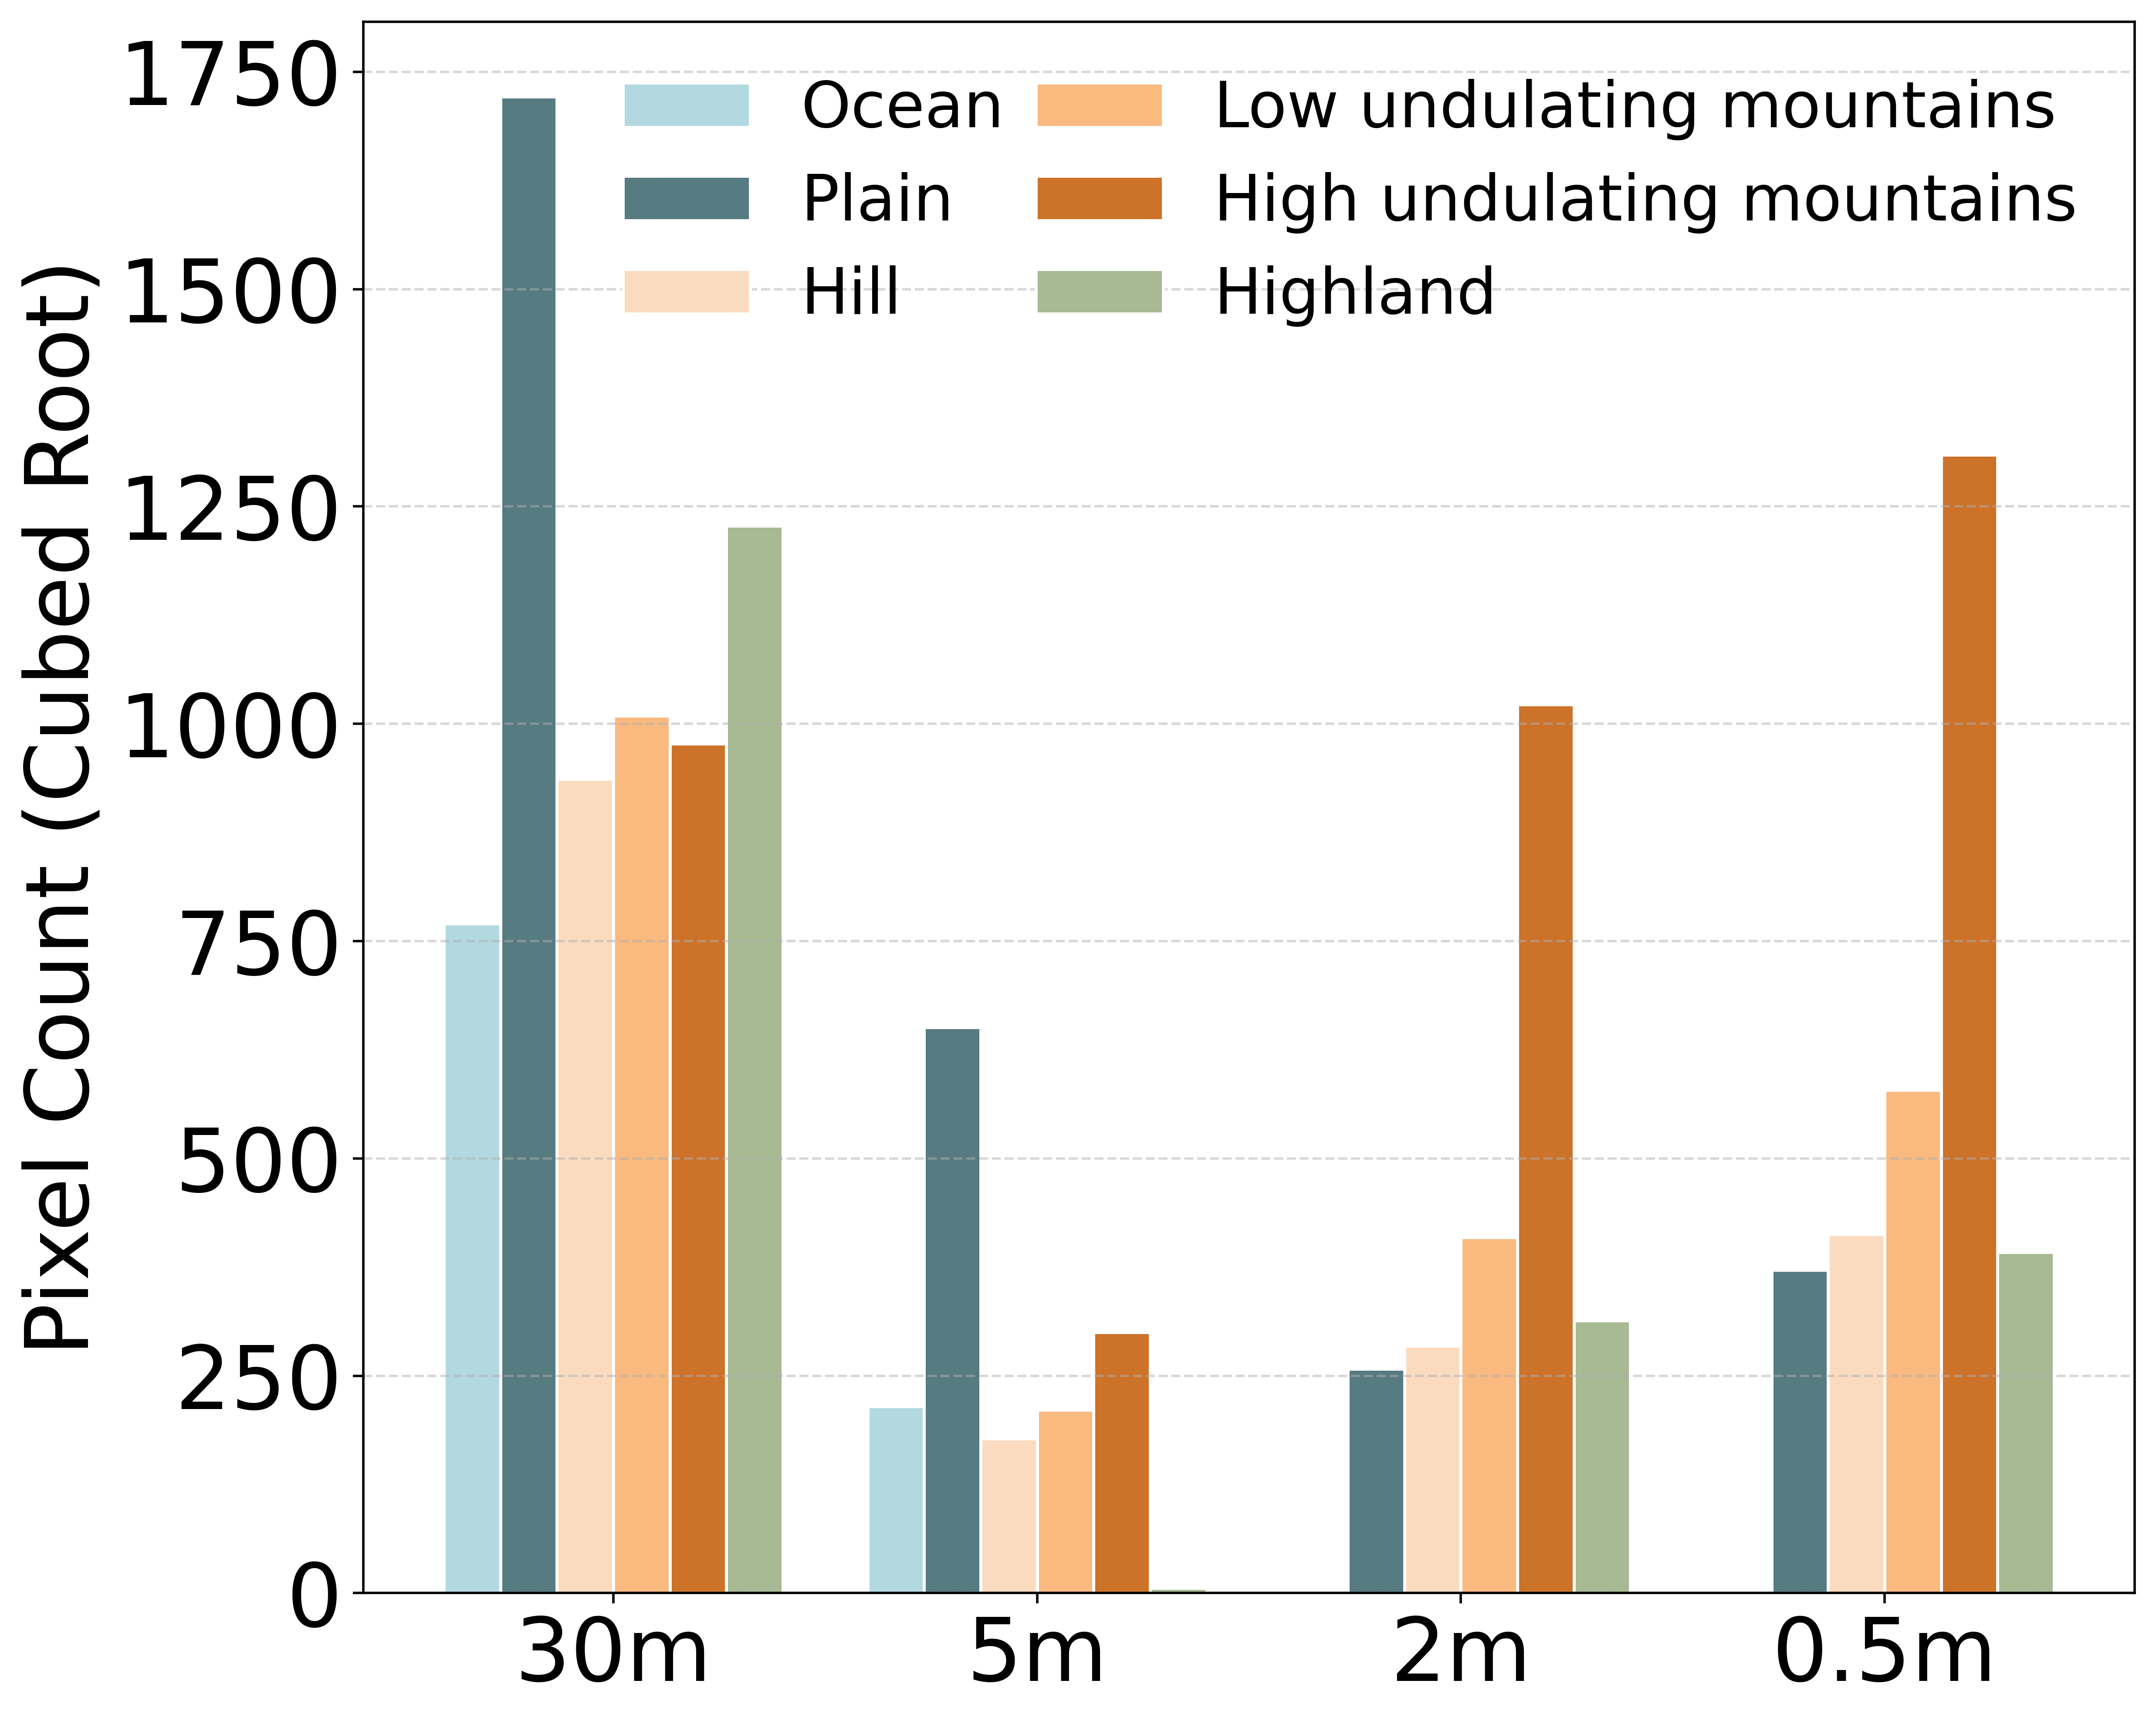 Pixel Count (Cubed Root)
1750
1500
1250
1000
750
500
250
0
Ocean
Plain
Hill
Low undulating mountains
High undulating mountains
Highland
30m
5m
2m
0.5m